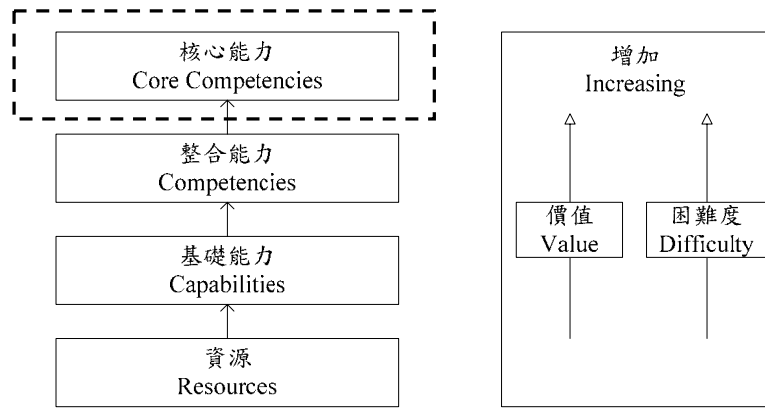 核心能力
Core Competencies
整合能力
Competencies
基礎能力
Capabilities
資源
Resources
增加
Increasing
價值
Value
困難度
Difficulty